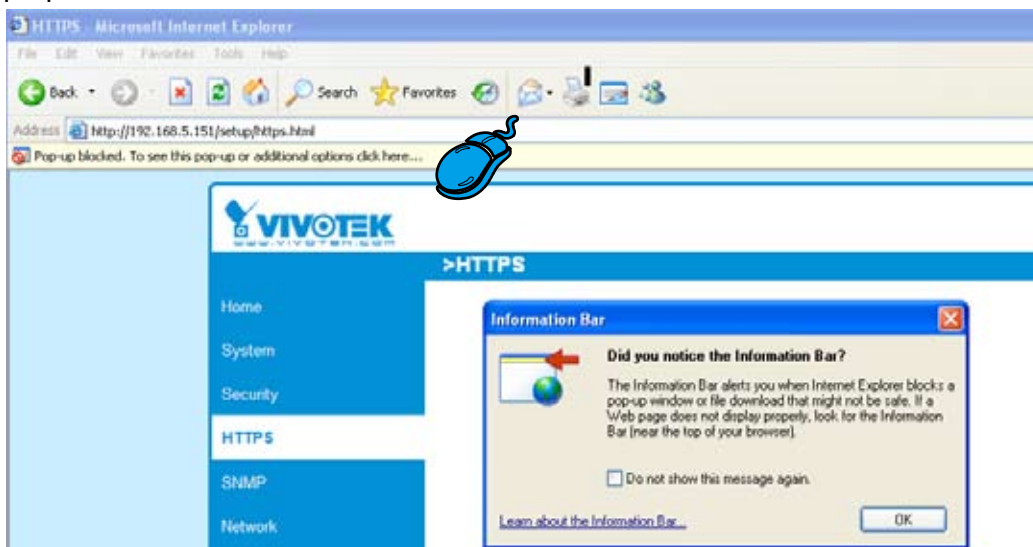 HTTPS - Microsoft Internet Explorer
File Edit View Favorites Tools Help
Back Search Favorites
Address http://192.168.5.151/setup/https.html
Pop-up blocked. To see this pop-up or additional options click here...
VIVOTEK
www.vivotek.com
>HTTPS
Home
System
Security
HTTPS
SNMP
Network
Information Bar
Did you notice the Information Bar?
The Information Bar alerts you when Internet Explorer blocks a
pop-up window or file download that might not be safe. If a
Web page does not display properly, look for the Information
Bar (near the top of your browser).
Do not show this message again.
Learn about the Information Bar...
OK